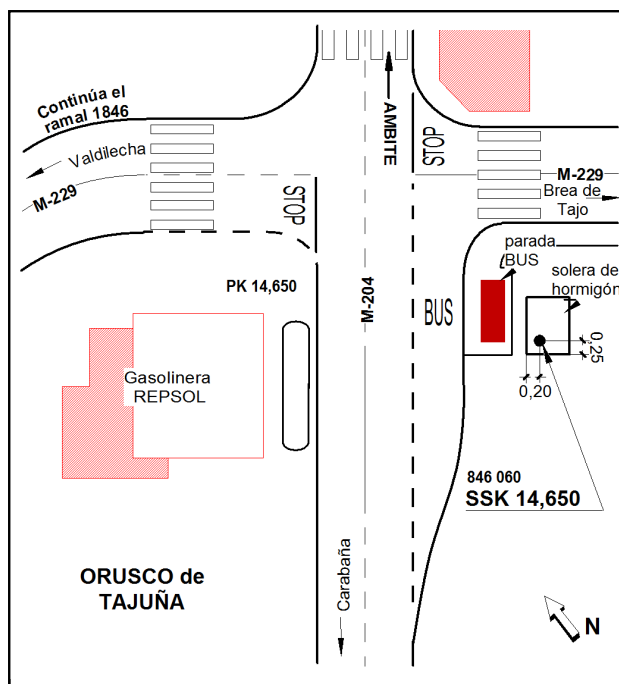 Continúa el
ramal 1846
Valdilecha
M-229
STOP
AMBITE
STOP
M-229
Brea de
Tajo
parada
BUS
solera de
hormigón
PK 14,650
M-204
BUS
0,25
0,20
Gasolinera
REPSOL
846 060
SSK 14,650
ORUSCO de
TAJUÑA
Carabaña
N